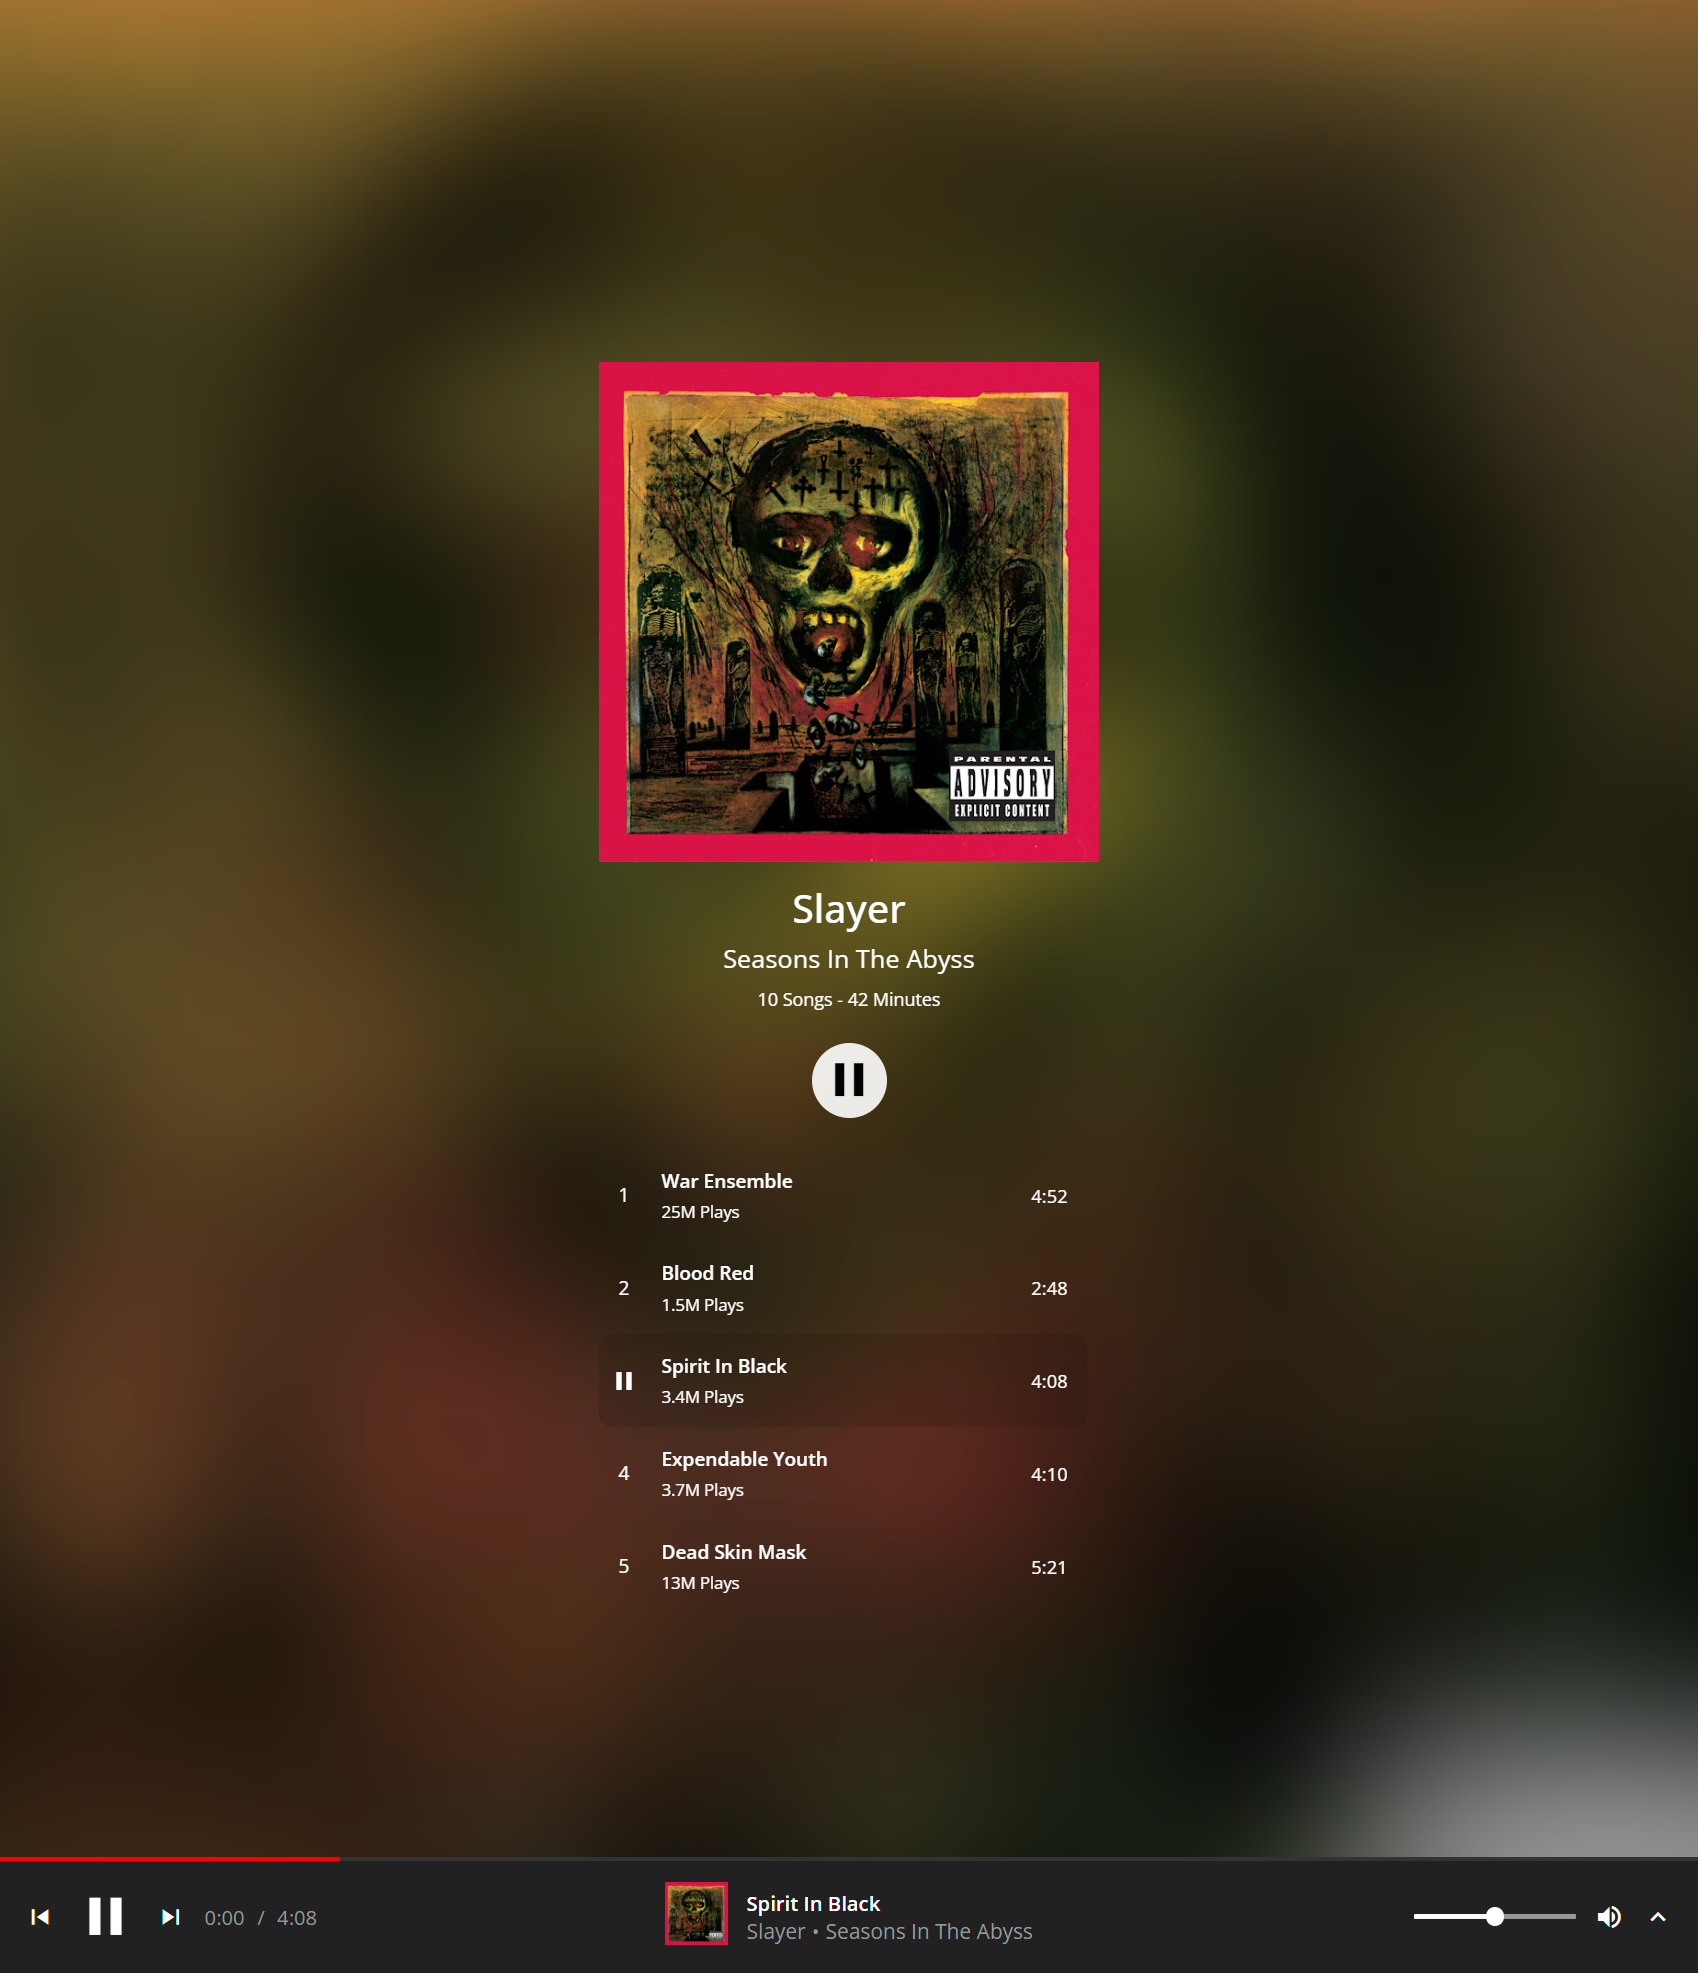 PARENTAL
ADVISORY
EXPLICIT CONTENT
Slayer
Seasons In The Abyss
10 Songs - 42 Minutes
1 War Ensemble 4:52
25M Plays
2 Blood Red 2:48
1.5M Plays
Spirit In Black 4:08
3.4M Plays
4 Expendable Youth 4:10
3.7M Plays
5 Dead Skin Mask 5:21
13M Plays
0:00 / 4:08
Spirit In Black
Slayer • Seasons In The Abyss